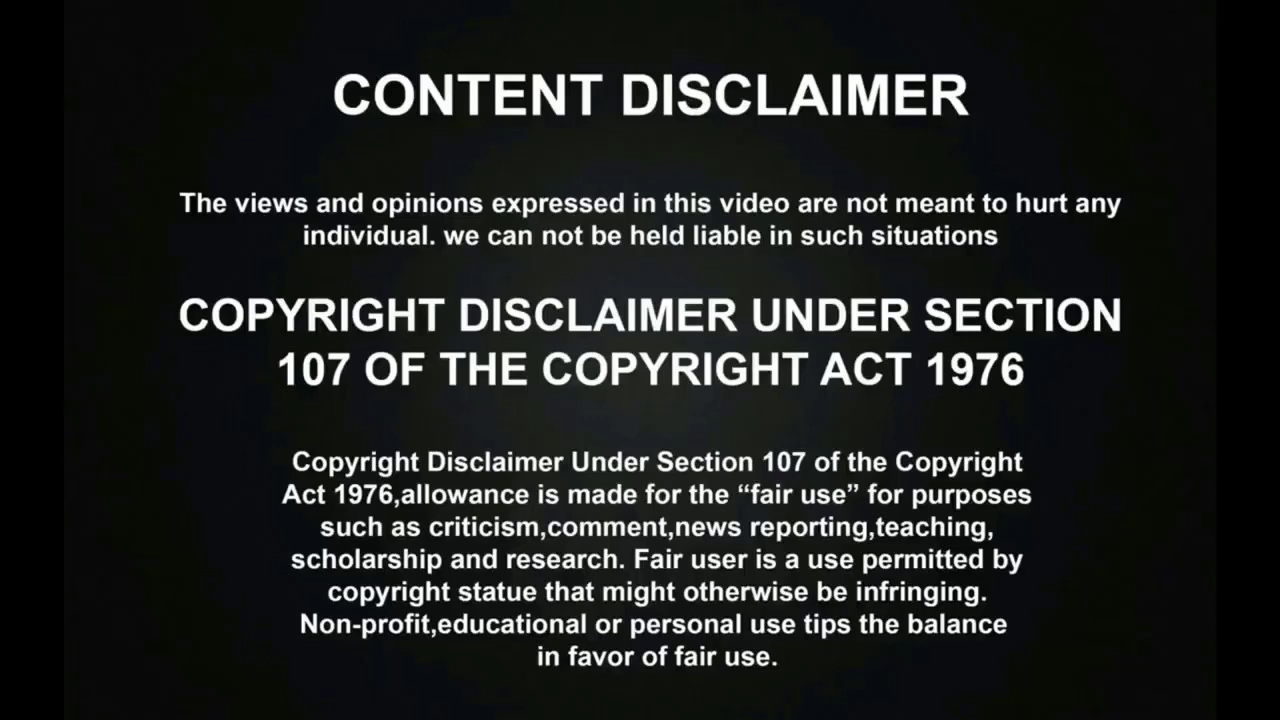 CONTENT DISCLAIMER
The views and opinions expressed in this video are not meant to hurt any
individual. we can not be held liable in such situations
COPYRIGHT DISCLAIMER UNDER SECTION
107 OF THE COPYRIGHT ACT 1976
Copyright Disclaimer Under Section 107 of the Copyright
Act 1976,allowance is made for the “fair use” for purposes
such as criticism,comment,news reporting,teaching,
scholarship and research. Fair user is a use permitted by
copyright statue that might otherwise be infringing.
Non-profit,educational or personal use tips the balance
in favor of fair use.